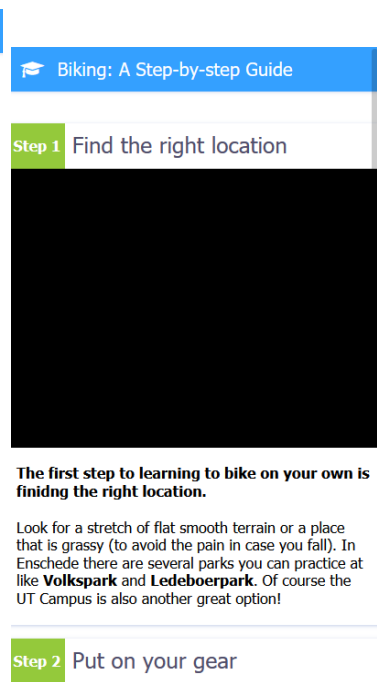 Biking: A Step-by-step Guide
Step 1 Find the right location
The first step to learning to bike on your own is
finidng the right location.
Look for a stretch of flat smooth terrain or a place
that is grassy (to avoid the pain in case you fall). In
Enschede there are several parks you can practice at
like Volkspark and Ledeboerpark. Of course the
UT Campus is also another great option!
Step 2 Put on your gear